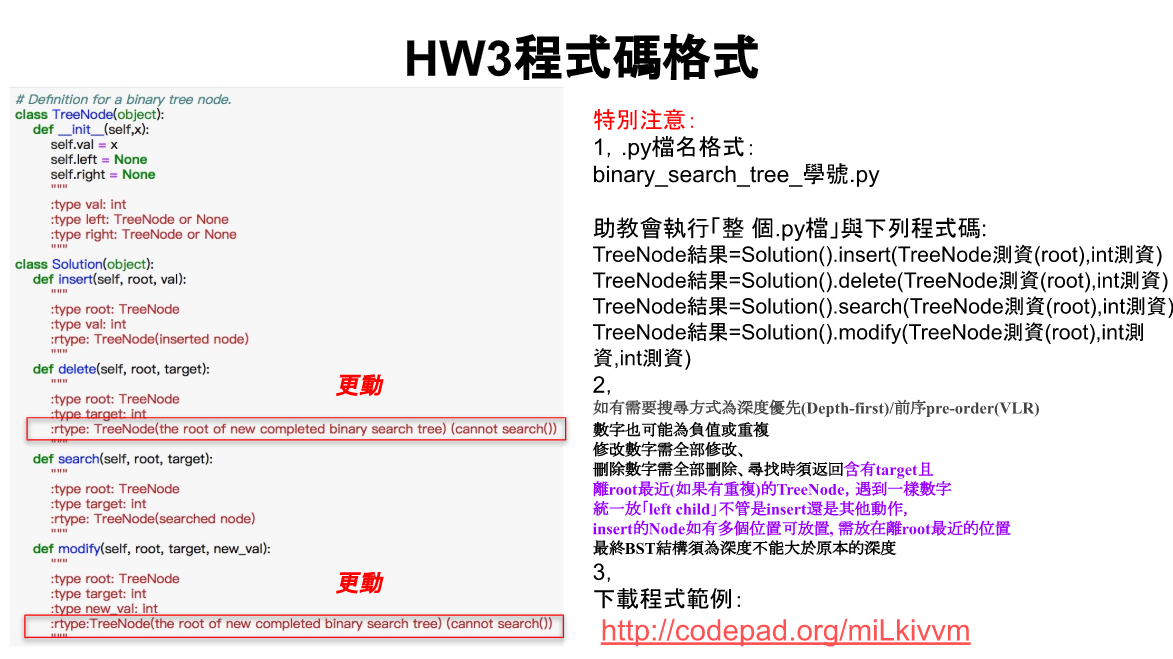 HW3程式碼格式
# Definition for a binary tree node.
class TreeNode(object):
def __init__(self,x):
self.val = x
self.left = None
self.right = None
"""
:type val: int
:type left: TreeNode or None
:type right: TreeNode or None
"""
class Solution(object):
def insert(self, root, val):
"""
:type root: TreeNode
:type val: int
:rtype: TreeNode(inserted node)
"""
def delete(self, root, target):
"""
更動
:type root: TreeNode
:type target: int
:rtype: TreeNode(the root of new completed binary search tree) (cannot search())
"""
def search(self, root, target):
"""
:type root: TreeNode
:type target: int
:rtype: TreeNode(searched node)
"""
def modify(self, root, target, new_val):
"""
更動
:type root: TreeNode
:type target: int
:type new_val: int
:rtype:TreeNode(the root of new completed binary search tree) (cannot search())
"""
特別注意：
1，.py檔名格式：
binary_search_tree_學號.py
助教會執行「整 個.py檔」與下列程式碼:
TreeNode結果=Solution().insert(TreeNode測資(root),int測資)
TreeNode結果=Solution().delete(TreeNode測資(root),int測資)
TreeNode結果=Solution().search(TreeNode測資(root),int測資)
TreeNode結果=Solution().modify(TreeNode測資(root),int測
資,int測資)
2，
如有需要搜尋方式為深度優先(Depth-first)/前序pre-order(VLR)
數字也可能為負值或重複
修改數字需全部修改、
刪除數字需全部刪除、尋找時須返回含有target且
離root最近(如果有重複)的TreeNode，遇到一樣數字
統一放「left child」不管是insert還是其他動作，
insert的Node如有多個位置可放置, 需放在離root最近的位置
最終BST結構須為深度不能大於原本的深度
3，
下載程式範例：
http://codepad.org/miLkivvm